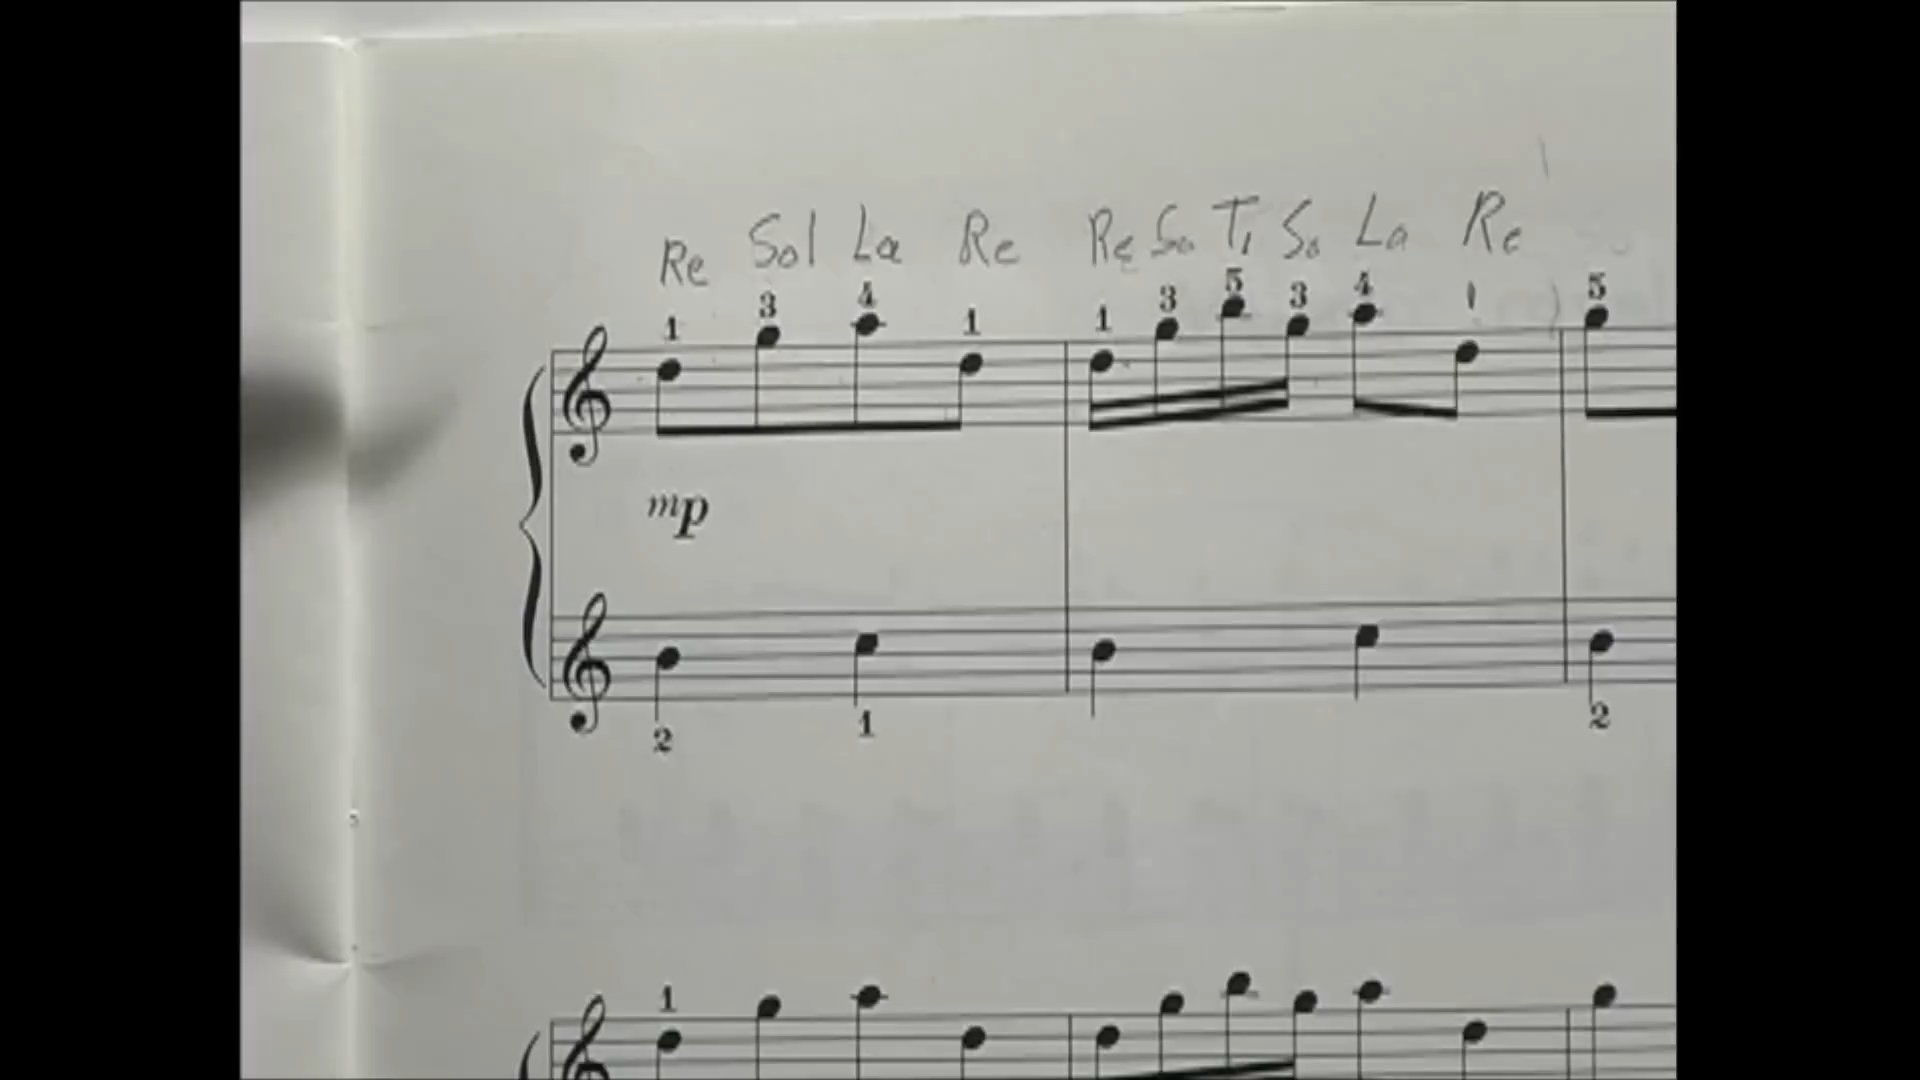 Re Sol La Re Re So Ti So La Re
1 3 4 1 1 3 5 3 4 1 5
mp
2 1 2
1